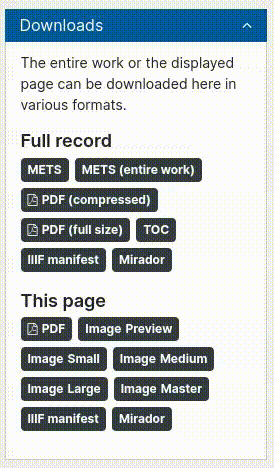 Downloads
The entire work or the displayed
page can be downloaded here in
various formats.
Full record
METS METS (entire work)
PDF (compressed)
PDF (full size) TOC
IIIF manifest Mirador
This page
PDF Image Preview
Image Small Image Medium
Image Large Image Master
IIIF manifest Mirador